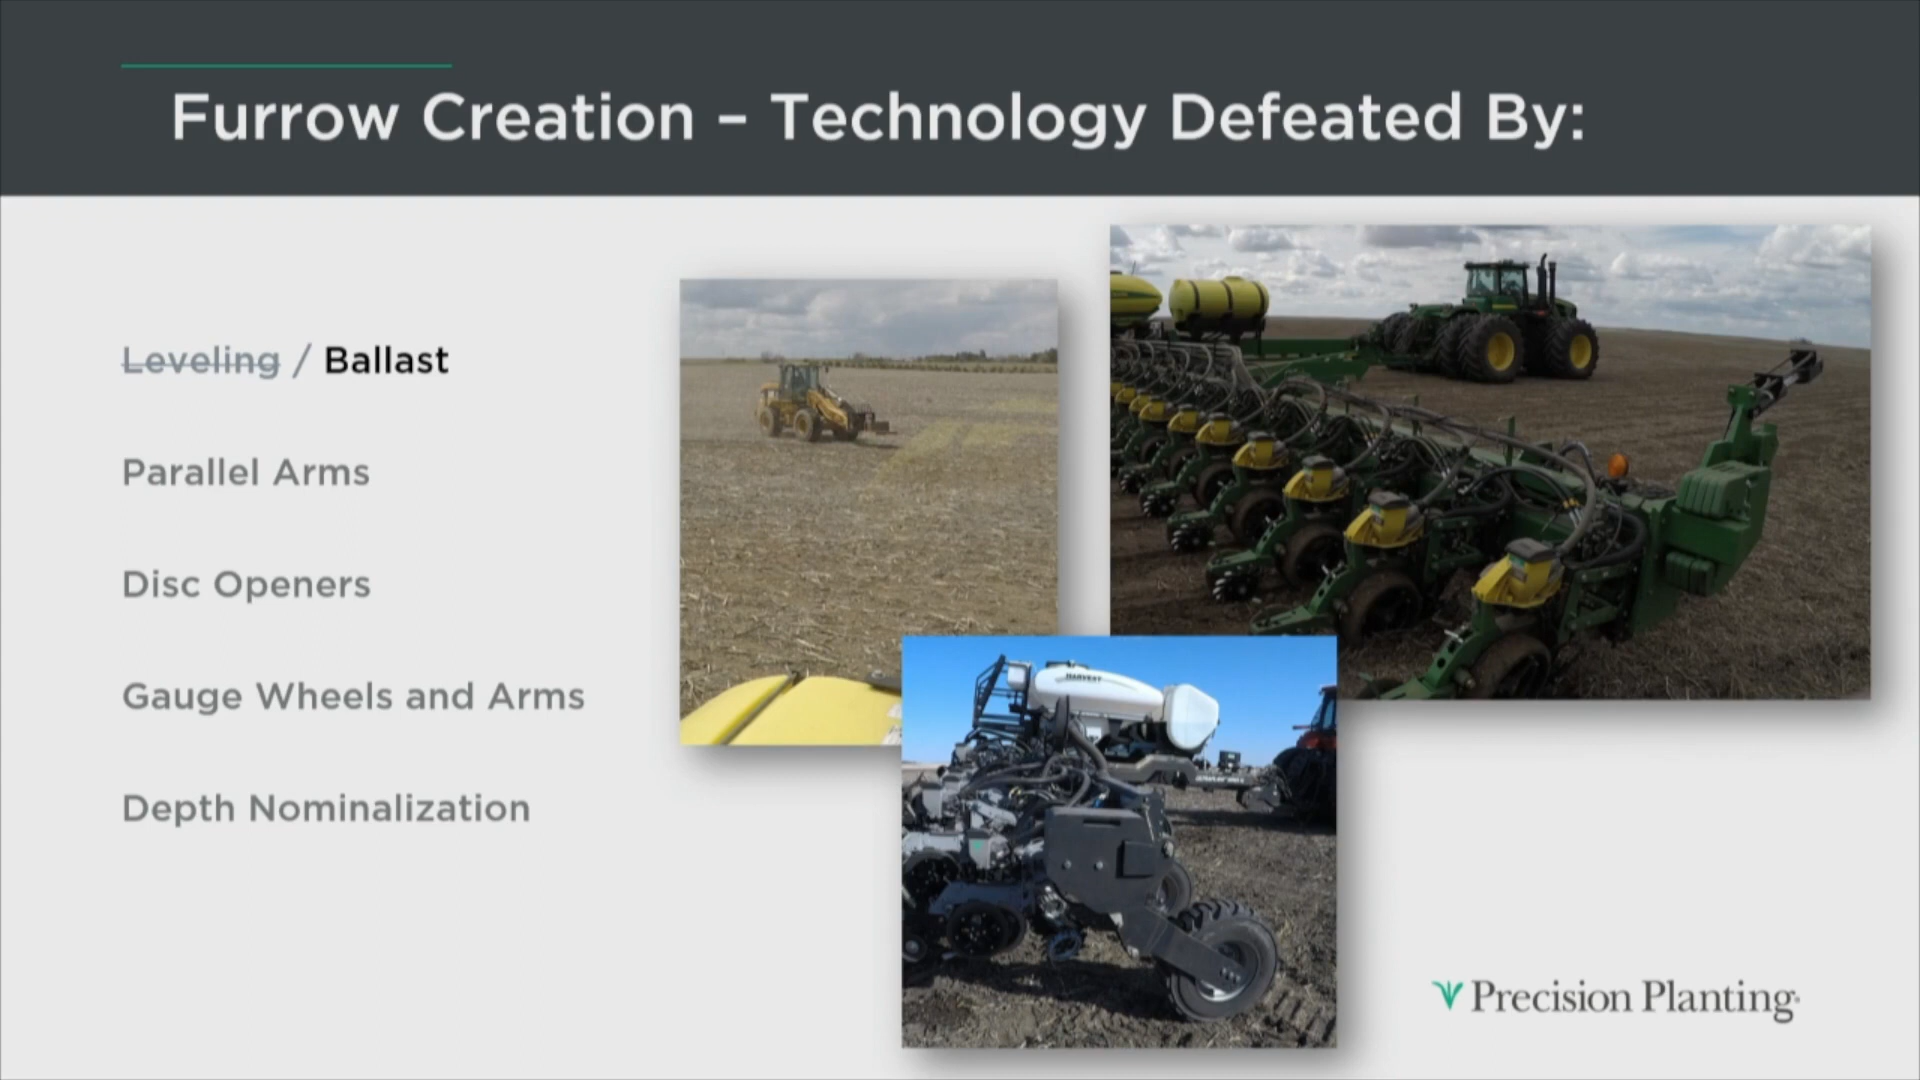 Furrow Creation – Technology Defeated By:
Leveling / Ballast
Parallel Arms
Disc Openers
Gauge Wheels and Arms
Depth Nominalization
HARVEST
Precision Planting